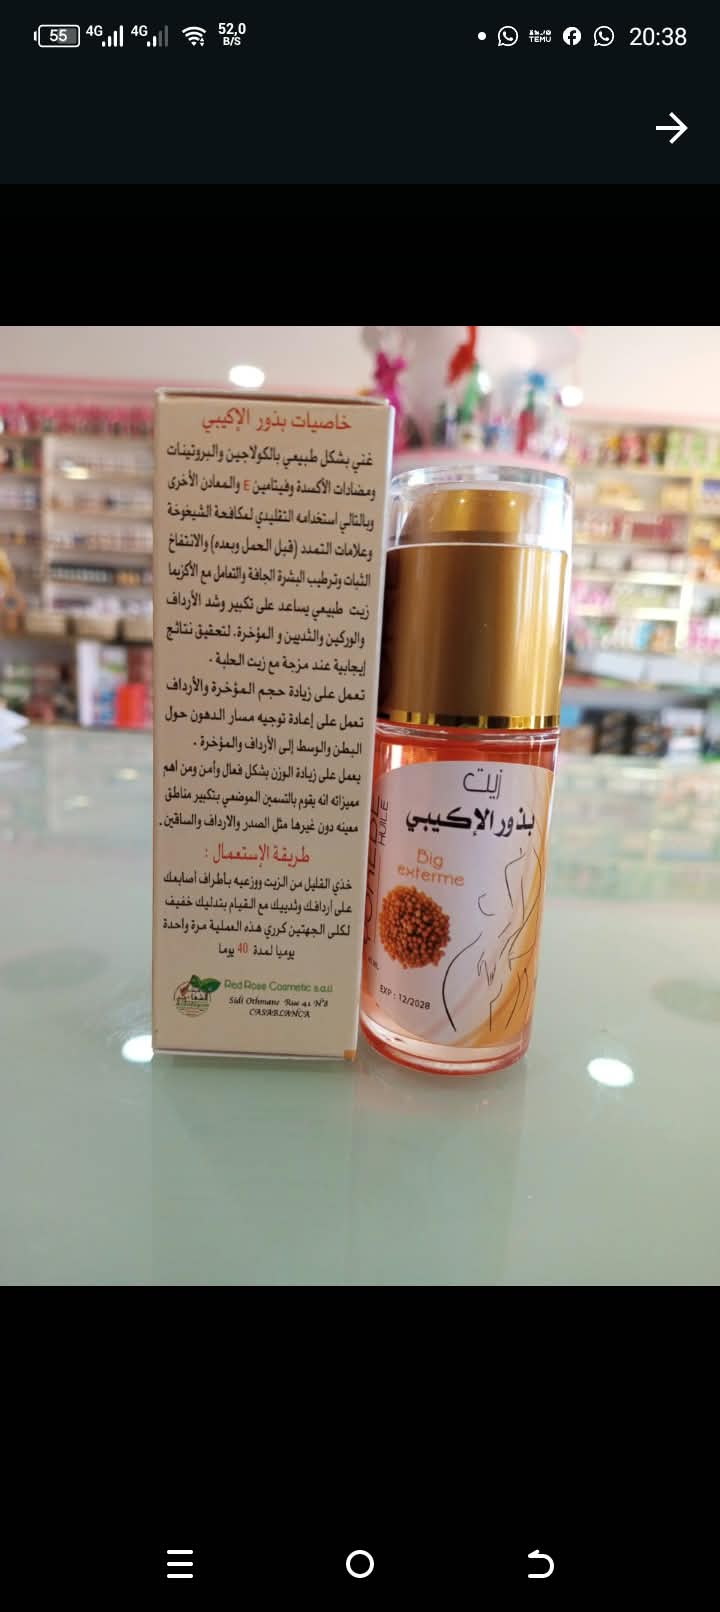 55
4G
4G
52,0
B/S
TEMU
20:38
خاصيات بذور الإكيبي
غني بشكل طبيعي بالكولاجين والبروتينات
ومضادات الأكسدة وفيتامين E والمعادن الأخرى
وبالتالي استخدامه التقليدي لمكافحة الشيخوخة
وعلامات التمدد (قبل الحمل وبعده) والانتفاخ
الثبات وترطيب البشرة الجافة والتعامل مع الأكزيما
زيت طبيعي يساعد على تكبير وشد الأرداف
والوركين والثديين و المؤخرة. لتحقيق نتائج
إيجابية عند مزجة مع زيت الحلبة.
تعمل على زيادة حجم المؤخرة والأرداف
تعمل على إعادة توجيه مسار الدهون حول
البطن والوسط إلى الأرداف والمؤخرة.
يعمل على زيادة الوزن بشكل فعال وأمن ومن أهم
مميزاته انه يقوم بالتسمين الموضعي بتكبير مناطق
معينه دون غيرها مثل الصدر والارداف والساقين.
طريقة الإستعمال :
خذي القليل من الزيت ووزعيه بأطراف أصابعك
على أردافك وثدييك مع القيام بتدليك خفيف
لكلى الجهتين كرري هذه العملية مرة واحدة
يوميا لمدة 40 يوما
Red Rose Cosmetic s.a.r.l
Sidi Othmane Rue 41 N°8
CASABLANCA
زيت
بذور الإكيبي
HUILE
Big
exterme
EXP : 12/2028